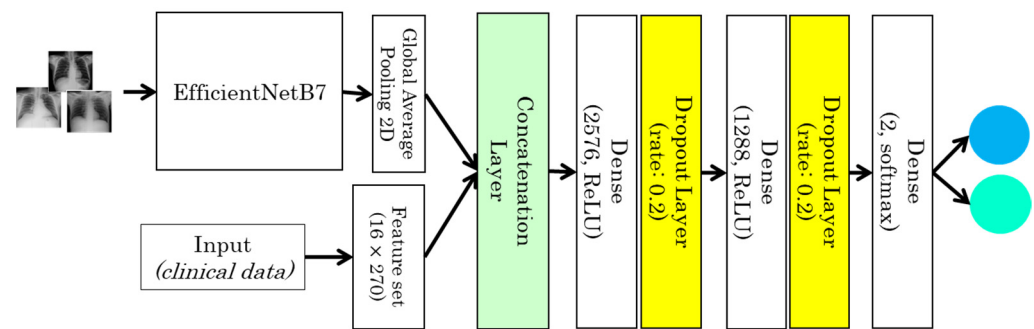 EfficientNetB7
Global Average
Pooling 2D
Input
(clinical data)
Feature set
(16 × 270)
Concatenation
Layer
Dense
(2576, ReLU)
Dropout Layer
(rate: 0.2)
Dense
(1288, ReLU)
Dropout Layer
(rate: 0.2)
Dense
(2, softmax)